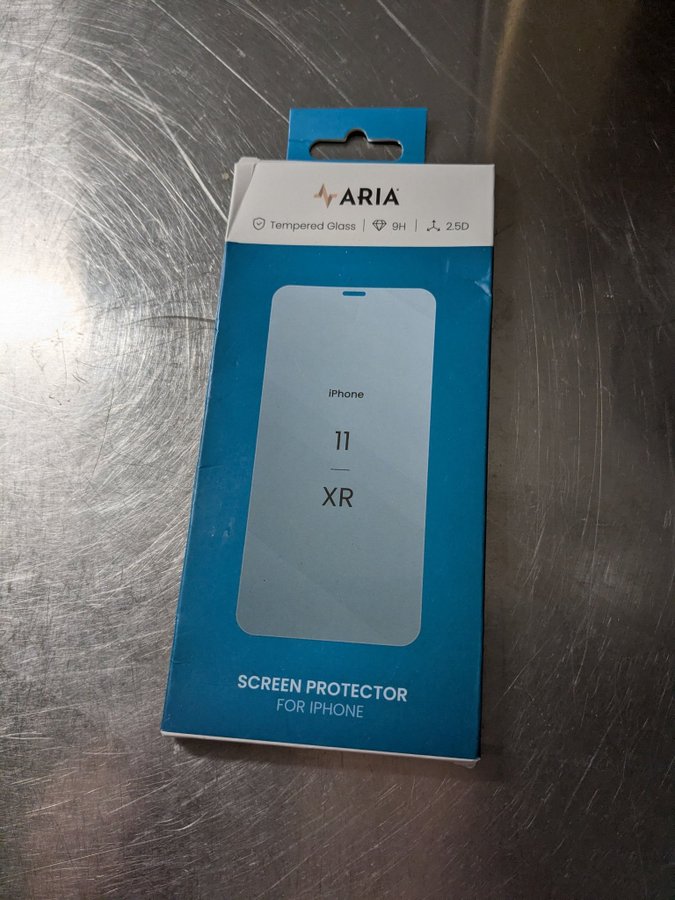 ARIA
Tempered Glass | 9H | 2.5D
iPhone
11
XR
SCREEN PROTECTOR
FOR IPHONE